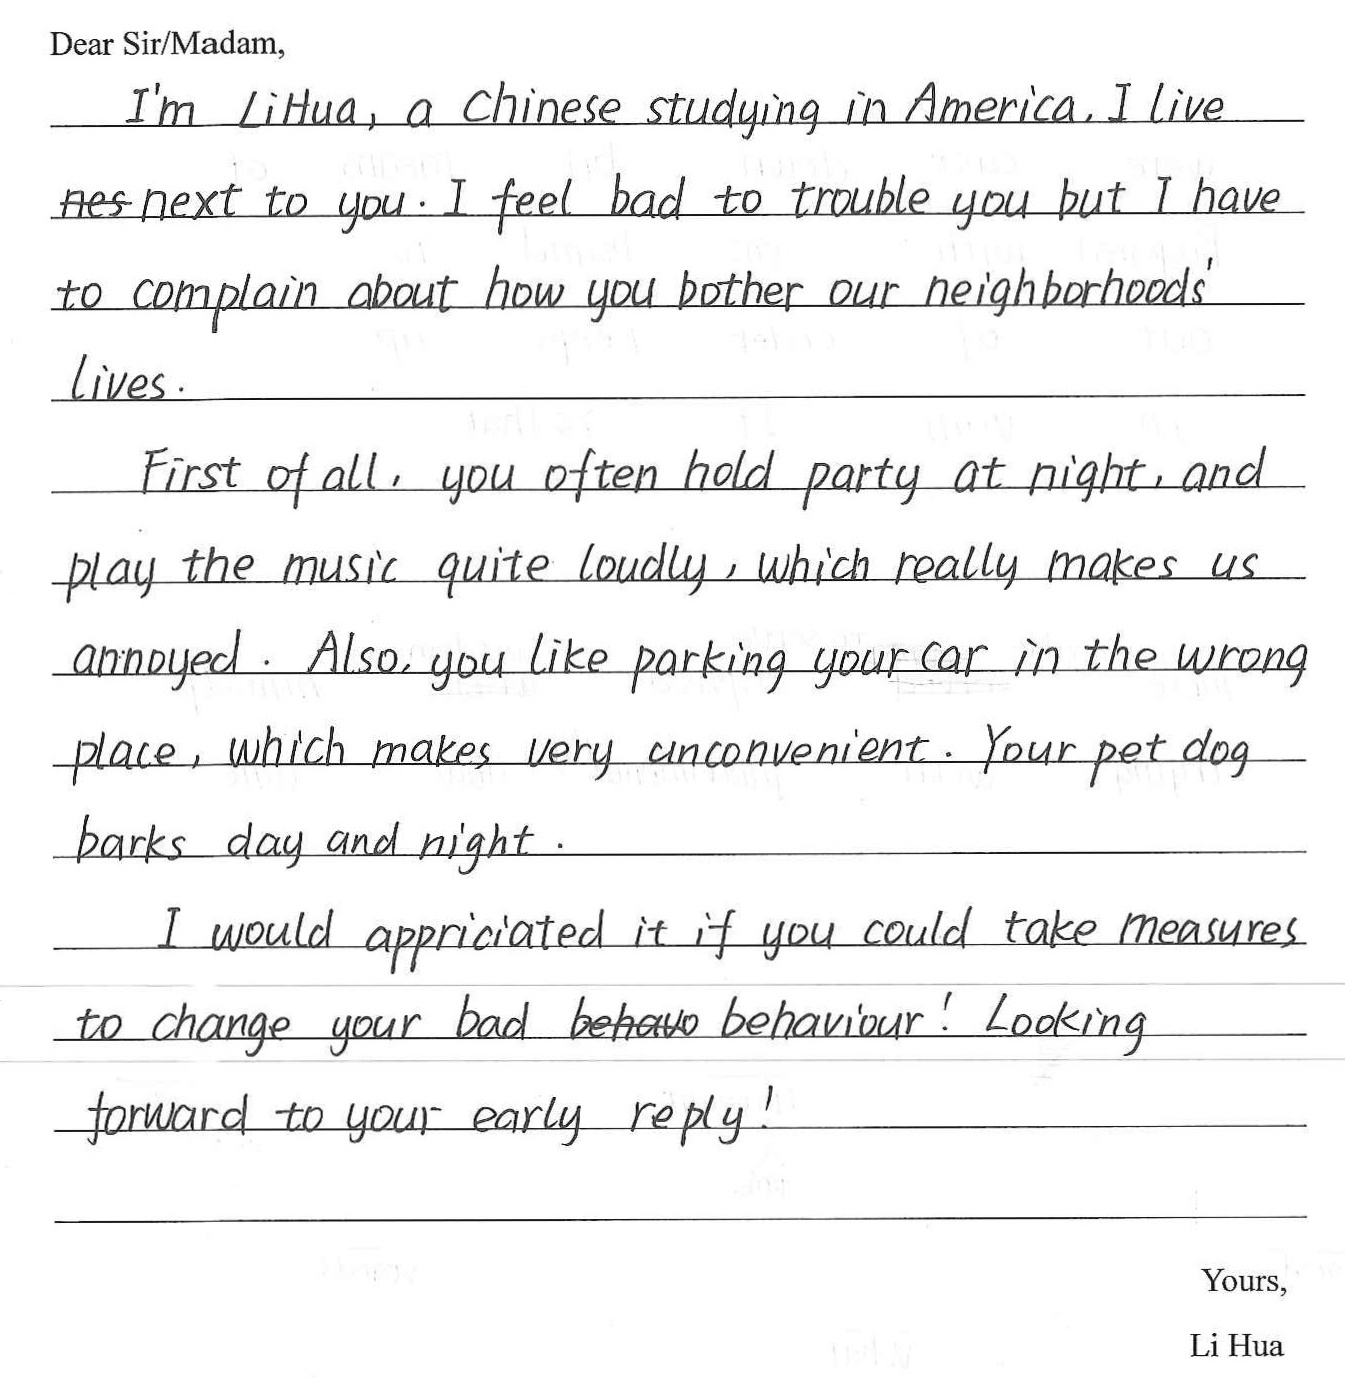 Dear Sir/Madam,
I'm LiHua, a Chinese studying in America. I live
nes next to you. I feel bad to trouble you but I have
to complain about how you bother our neighborhoods'
lives.
First of all, you often hold party at night, and
play the music quite loudly, which really makes us
annoyed. Also, you like parking your car in the wrong
place, which makes very unconvenient. Your pet dog
barks day and night.
I would appriciated it if you could take measures
to change your bad behavo behaviour! Looking
forward to your early reply!
Yours,
Li Hua